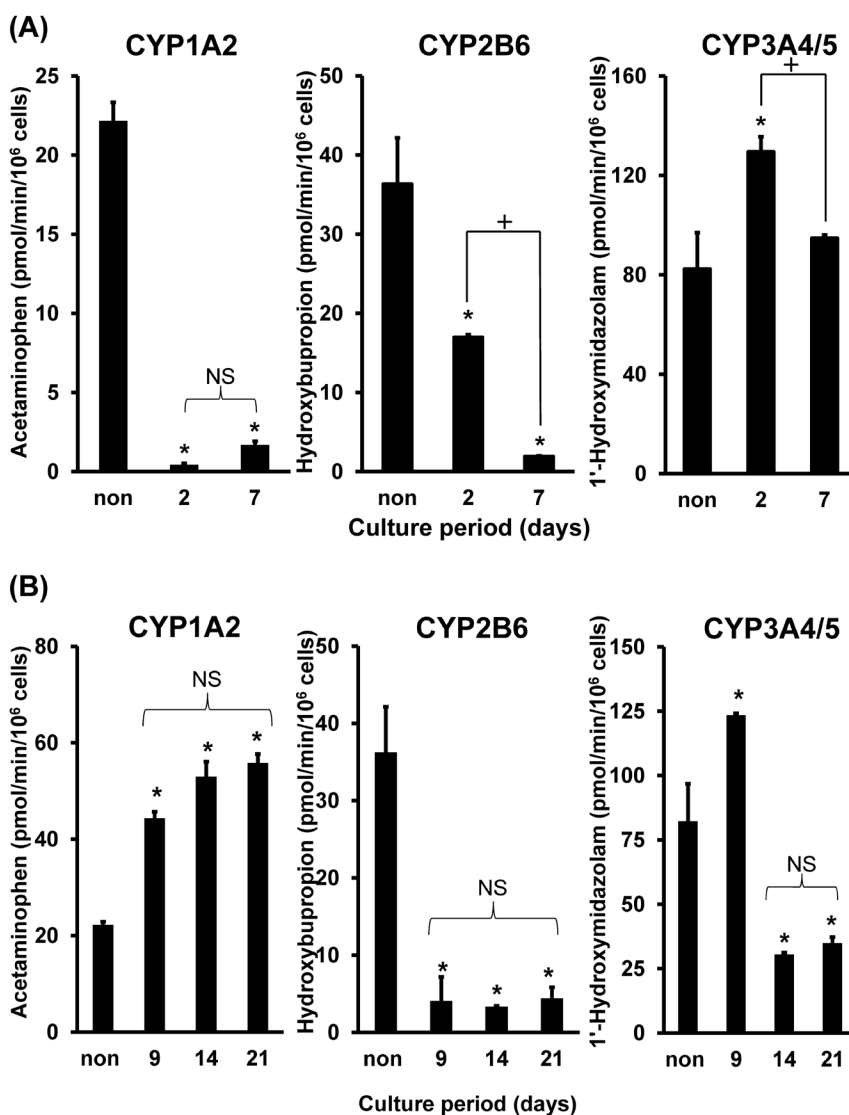 (A)
CYP1A2
CYP2B6
CYP3A4/5
Acetaminophen (pmol/min/10⁶ cells)
25
20
15
10
5
0
NS
*
*
non
2
7
Hydroxybupropion (pmol/min/10⁶ cells)
50
40
30
20
10
0
+
*
*
non
2
7
1'-Hydroxymidazolam (pmol/min/10⁶ cells)
160
120
80
40
0
+
*
non
2
7
Culture period (days)
(B)
CYP1A2
CYP2B6
CYP3A4/5
Acetaminophen (pmol/min/10⁶ cells)
80
60
40
20
0
NS
*
*
*
non
9
14
21
Hydroxybupropion (pmol/min/10⁶ cells)
50
40
30
20
10
0
NS
*
*
*
non
9
14
21
1'-Hydroxymidazolam (pmol/min/10⁶ cells)
150
125
100
75
50
25
0
*
NS
*
*
non
9
14
21
Culture period (days)